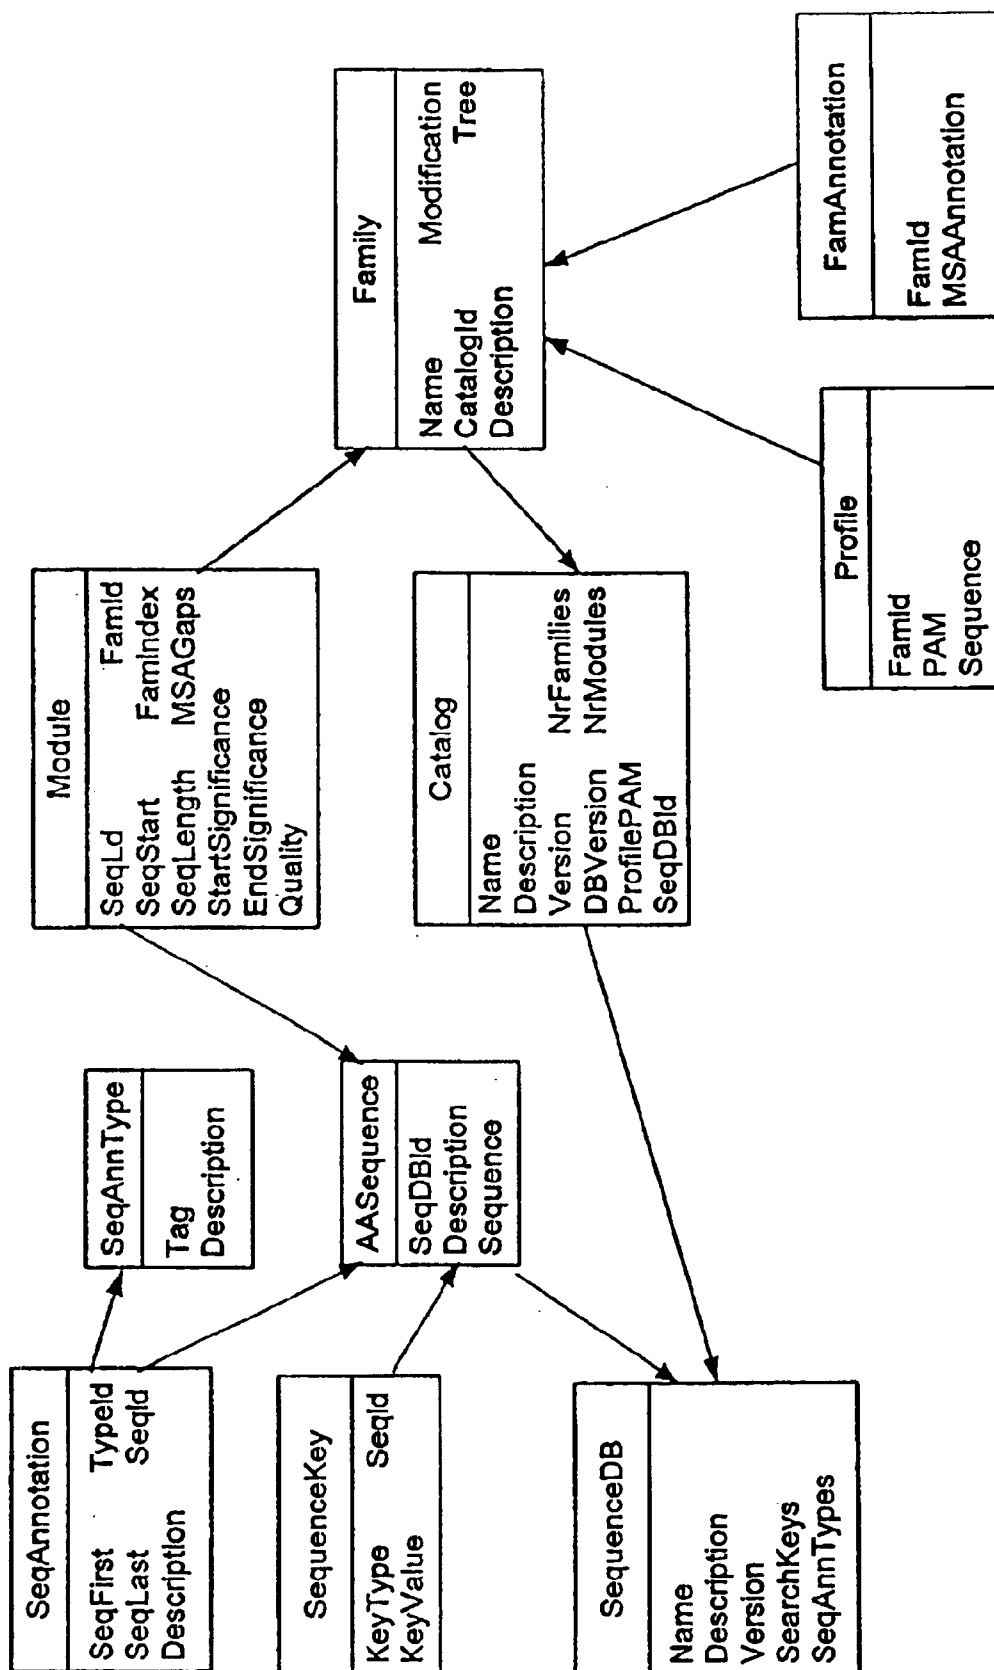 SeqAnnotation
SeqFirst TypeId
SeqLast SeqId
Description
SeqAnnType
Tag
Description
Module
SeqLd FamId
SeqStart FamIndex
SeqLength MSAGaps
StartSignificance
EndSignificance
Quality
Family
Name Modification
CatalogId Tree
Description
SequenceKey
KeyType SeqId
KeyValue
AASequence
SeqDBId
Description
Sequence
Catalog
Name
Description
Version NrFamilies
DBVersion NrModules
ProfilePAM
SeqDBId
SequenceDB
Name
Description
Version
SearchKeys
SeqAnnTypes
Profile
FamId
PAM
Sequence
FamAnnotation
FamId
MSAAnnotation